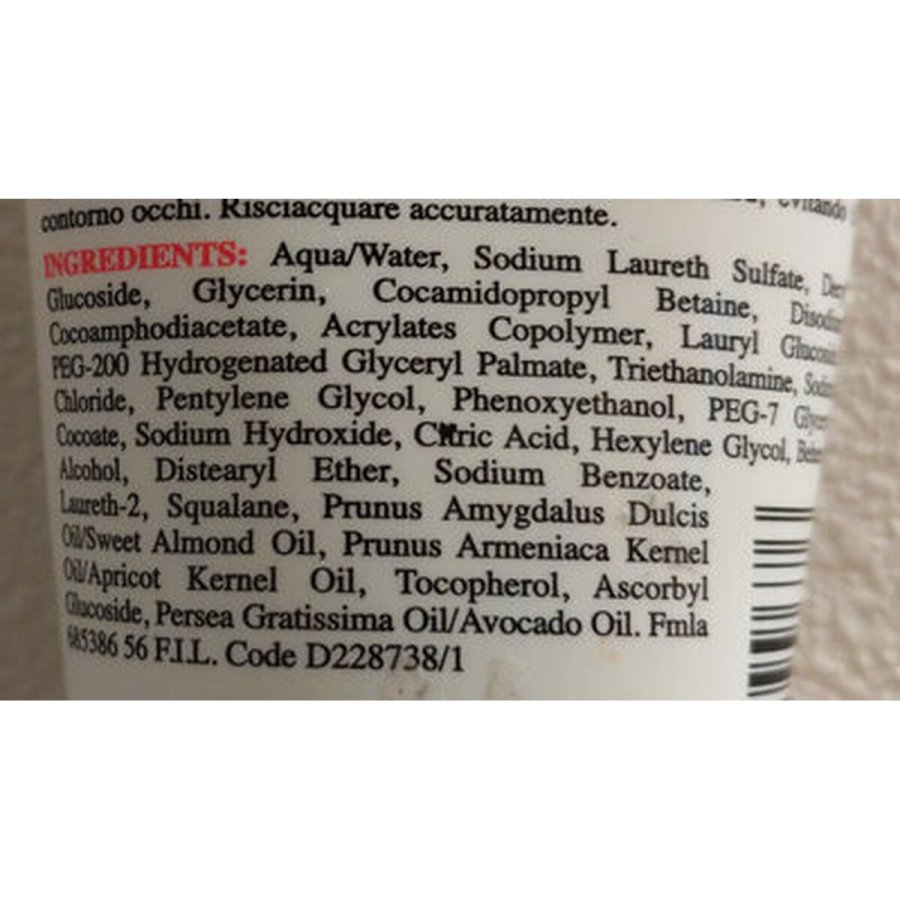 contorno occhi. Risciacquare accuratamente. evitando
INGREDIENTS: Aqua/Water, Sodium Laureth Sulfate,
Glucoside, Glycerin, Cocamidopropyl Betaine,
Cocoamphodiacetate, Acrylates Copolymer, Lauryl
PEG-200 Hydrogenated Glyceryl Palmate, Triethanolamine,
Chloride, Pentylene Glycol, Phenoxyethanol, PEG-7
Cocoate, Sodium Hydroxide, Citric Acid, Hexylene Glycol,
Alcohol, Distearyl Ether, Sodium Benzoate,
Laureth-2, Squalane, Prunus Amygdalus Dulcis
Oil/Sweet Almond Oil, Prunus Armeniaca Kernel
Oil/Apricot Kernel Oil, Tocopherol, Ascorbyl
Glucoside, Persea Gratissima Oil/Avocado Oil. Fmla
685386 56 F.I.L. Code D228738/1